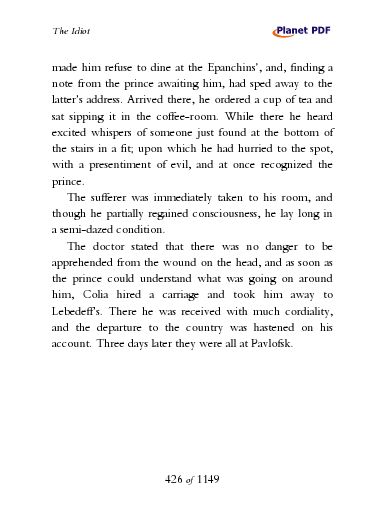 The Idiot
Planet PDF
made him refuse to dine at the Epanchins', and, finding a
note from the prince awaiting him, had sped away to the
latter's address. Arrived there, he ordered a cup of tea and
sat sipping it in the coffee-room. While there he heard
excited whispers of someone just found at the bottom of
the stairs in a fit; upon which he had hurried to the spot,
with a presentiment of evil, and at once recognized the
prince.
The sufferer was immediately taken to his room, and
though he partially regained consciousness, he lay long in
a semi-dazed condition.
The doctor stated that there was no danger to be
apprehended from the wound on the head, and as soon as
the prince could understand what was going on around
him, Colia hired a carriage and took him away to
Lebedeff's. There he was received with much cordiality,
and the departure to the country was hastened on his
account. Three days later they were all at Pavlofsk.
426 of 1149